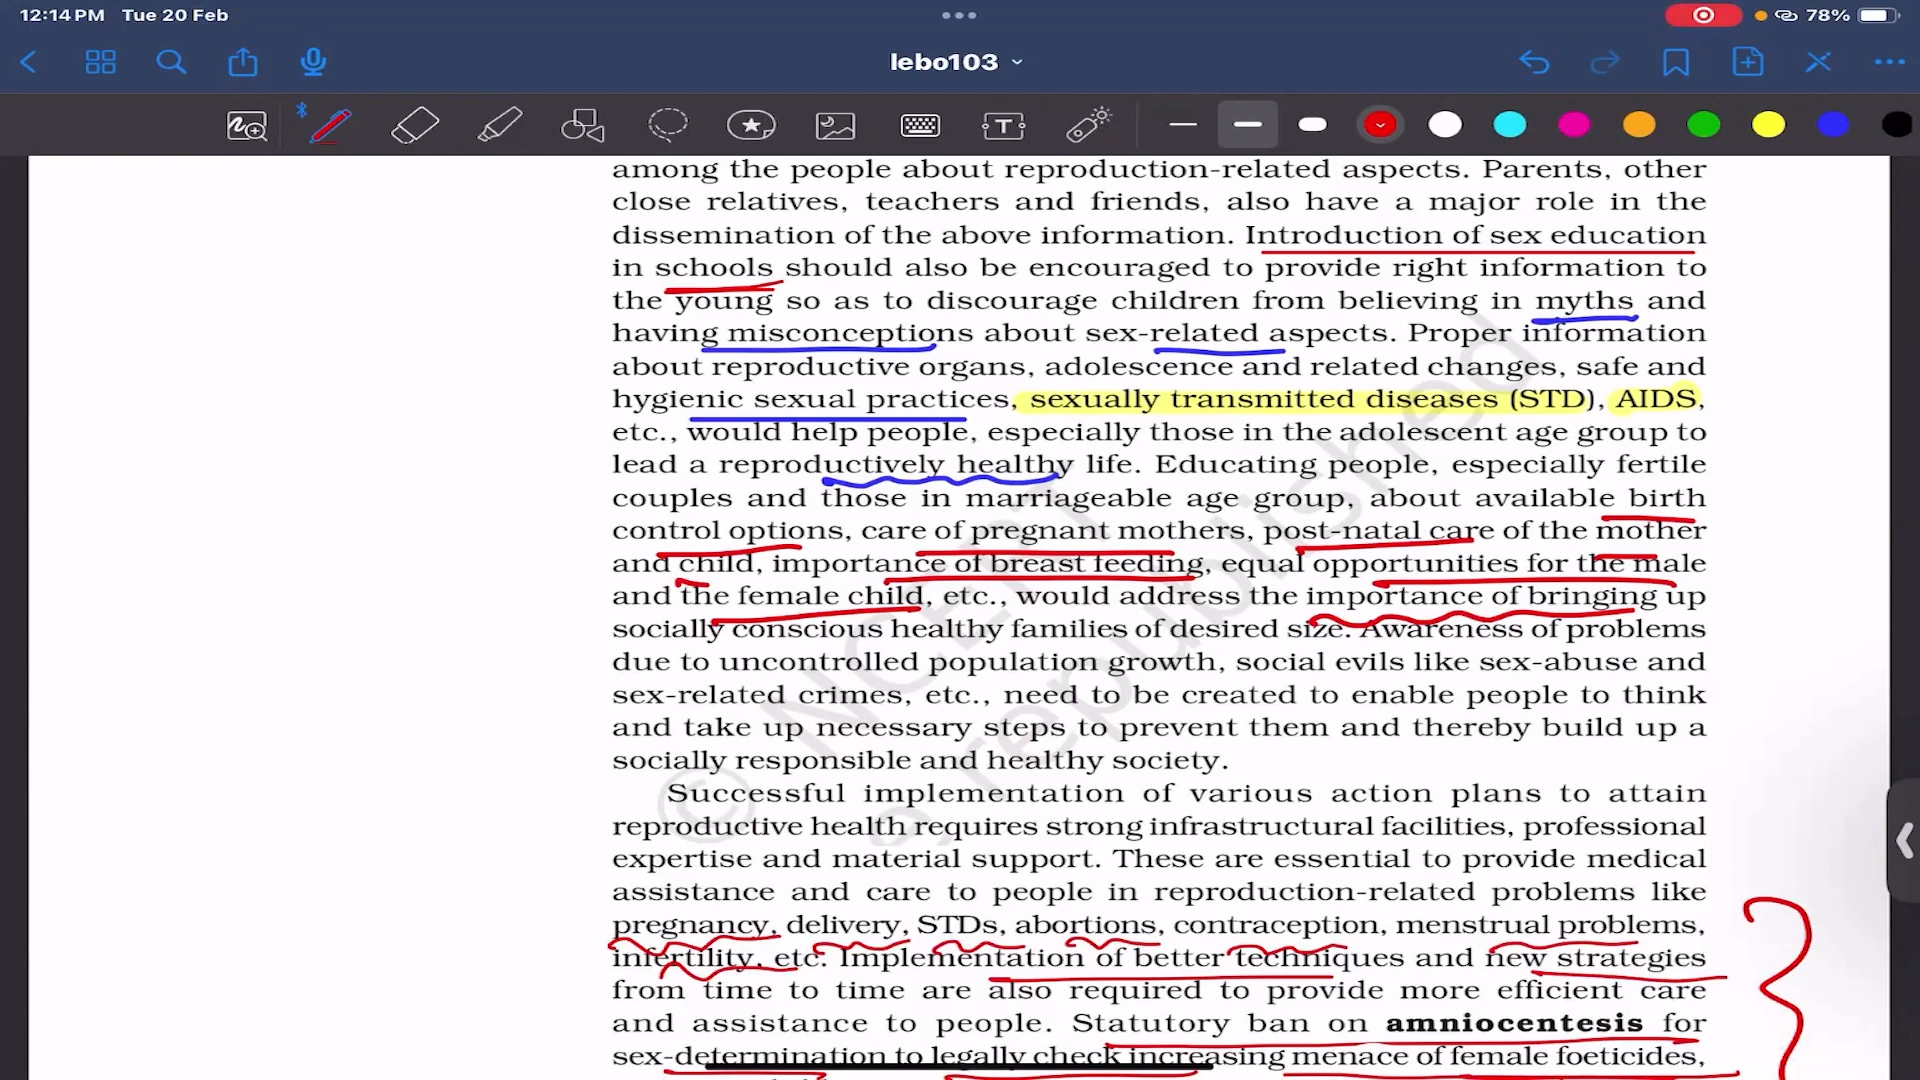 12:14 PM Tue 20 Feb
78%
lebo103
T
among the people about reproduction-related aspects. Parents, other
close relatives, teachers and friends, also have a major role in the
dissemination of the above information. Introduction of sex education
in schools should also be encouraged to provide right information to
the young so as to discourage children from believing in myths and
having misconceptions about sex-related aspects. Proper information
about reproductive organs, adolescence and related changes, safe and
hygienic sexual practices, sexually transmitted diseases (STD), AIDS,
etc., would help people, especially those in the adolescent age group to
lead a reproductively healthy life. Educating people, especially fertile
couples and those in marriageable age group, about available birth
control options, care of pregnant mothers, post-natal care of the mother
and child, importance of breast feeding, equal opportunities for the male
and the female child, etc., would address the importance of bringing up
socially conscious healthy families of desired size. Awareness of problems
due to uncontrolled population growth, social evils like sex-abuse and
sex-related crimes, etc., need to be created to enable people to think
and take up necessary steps to prevent them and thereby build up a
socially responsible and healthy society.
Successful implementation of various action plans to attain
reproductive health requires strong infrastructural facilities, professional
expertise and material support. These are essential to provide medical
assistance and care to people in reproduction-related problems like
pregnancy, delivery, STDs, abortions, contraception, menstrual problems,
infertility, etc. Implementation of better techniques and new strategies
from time to time are also required to provide more efficient care
and assistance to people. Statutory ban on amniocentesis for
sex-determination to legally check increasing menace of female foeticides,
© NCERT
republished